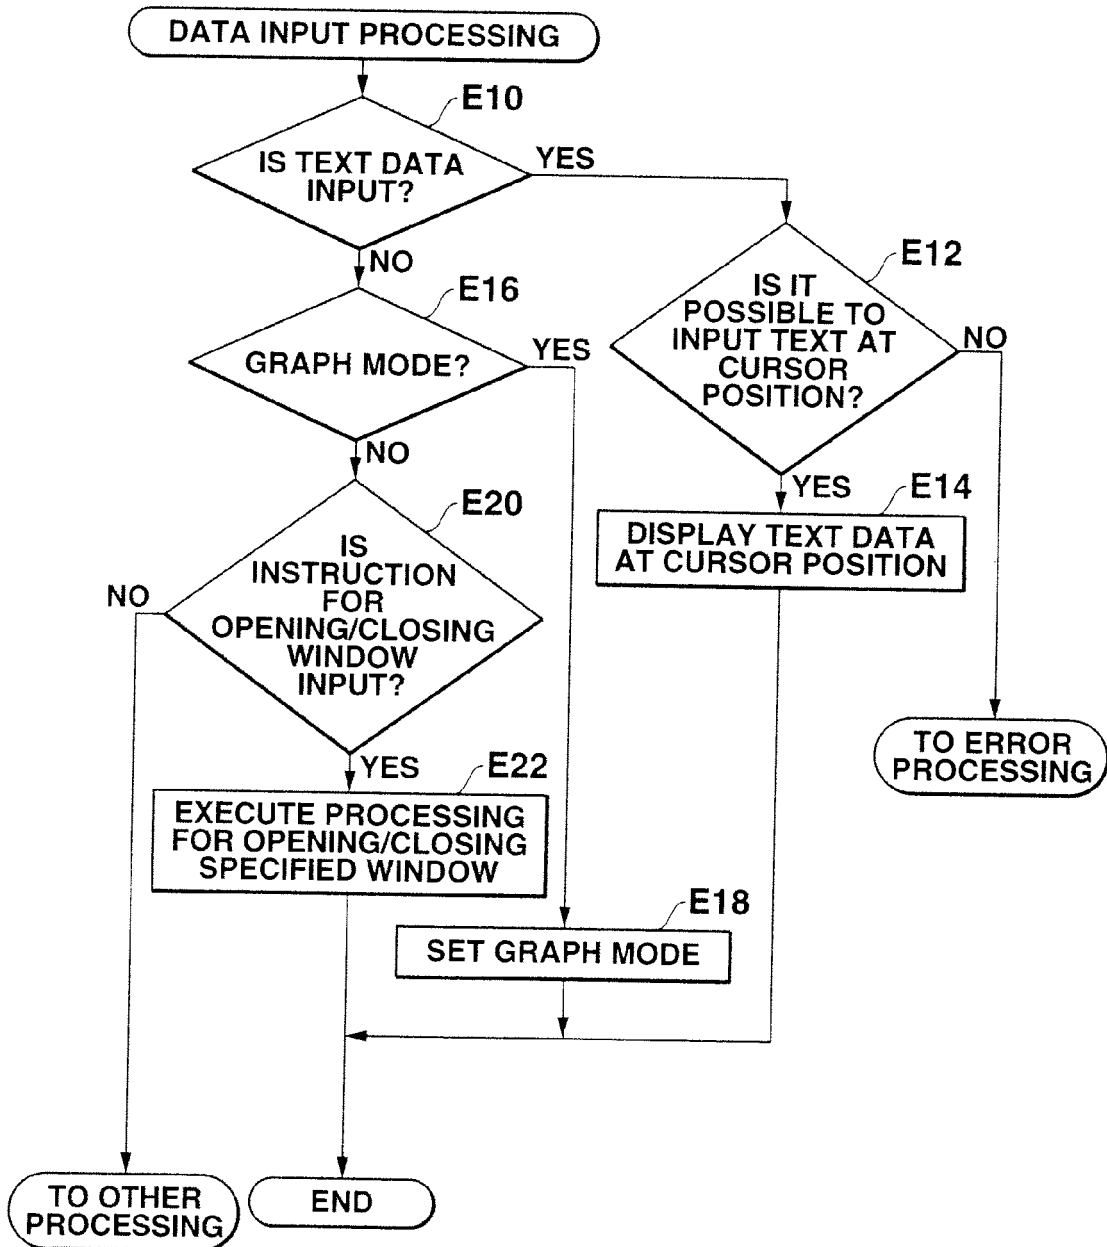 DATA INPUT PROCESSING
E10
IS TEXT DATA
INPUT?
YES
NO
E12
IS IT
POSSIBLE TO
INPUT TEXT AT
CURSOR
POSITION?
NO
E16
GRAPH MODE?
YES
NO
YES
E14
DISPLAY TEXT DATA
AT CURSOR POSITION
E20
IS
INSTRUCTION
FOR
OPENING/CLOSING
WINDOW
INPUT?
NO
YES
TO ERROR
PROCESSING
E22
EXECUTE PROCESSING
FOR OPENING/CLOSING
SPECIFIED WINDOW
E18
SET GRAPH MODE
TO OTHER
PROCESSING
END